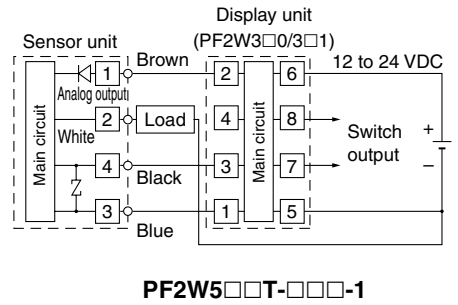 Display unit
(PF2W3□0/3□1)
Sensor unit
Brown
12 to 24 VDC
1
2
6
Analog output
2
Load
4
8
White
Switch
output
+
−
Main circuit
Main circuit
4
Black
3
7
3
Blue
1
5
PF2W5□□T-□□□-1